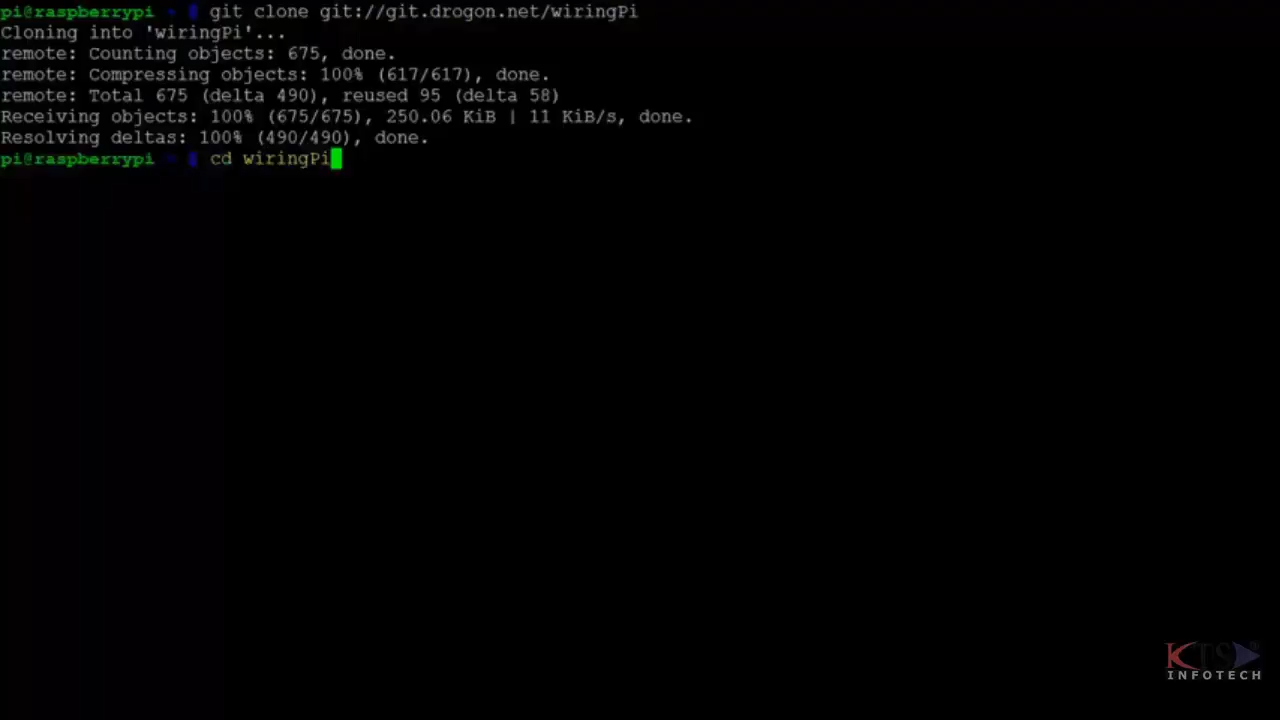 pi@raspberrypi ~ $ git clone git://git.drogon.net/wiringPi
Cloning into 'wiringPi'...
remote: Counting objects: 675, done.
remote: Compressing objects: 100% (617/617), done.
remote: Total 675 (delta 490), reused 95 (delta 58)
Receiving objects: 100% (675/675), 250.06 KiB | 11 KiB/s, done.
Resolving deltas: 100% (490/490), done.
pi@raspberrypi ~ $ cd wiringPi
KTS
INFOTECH